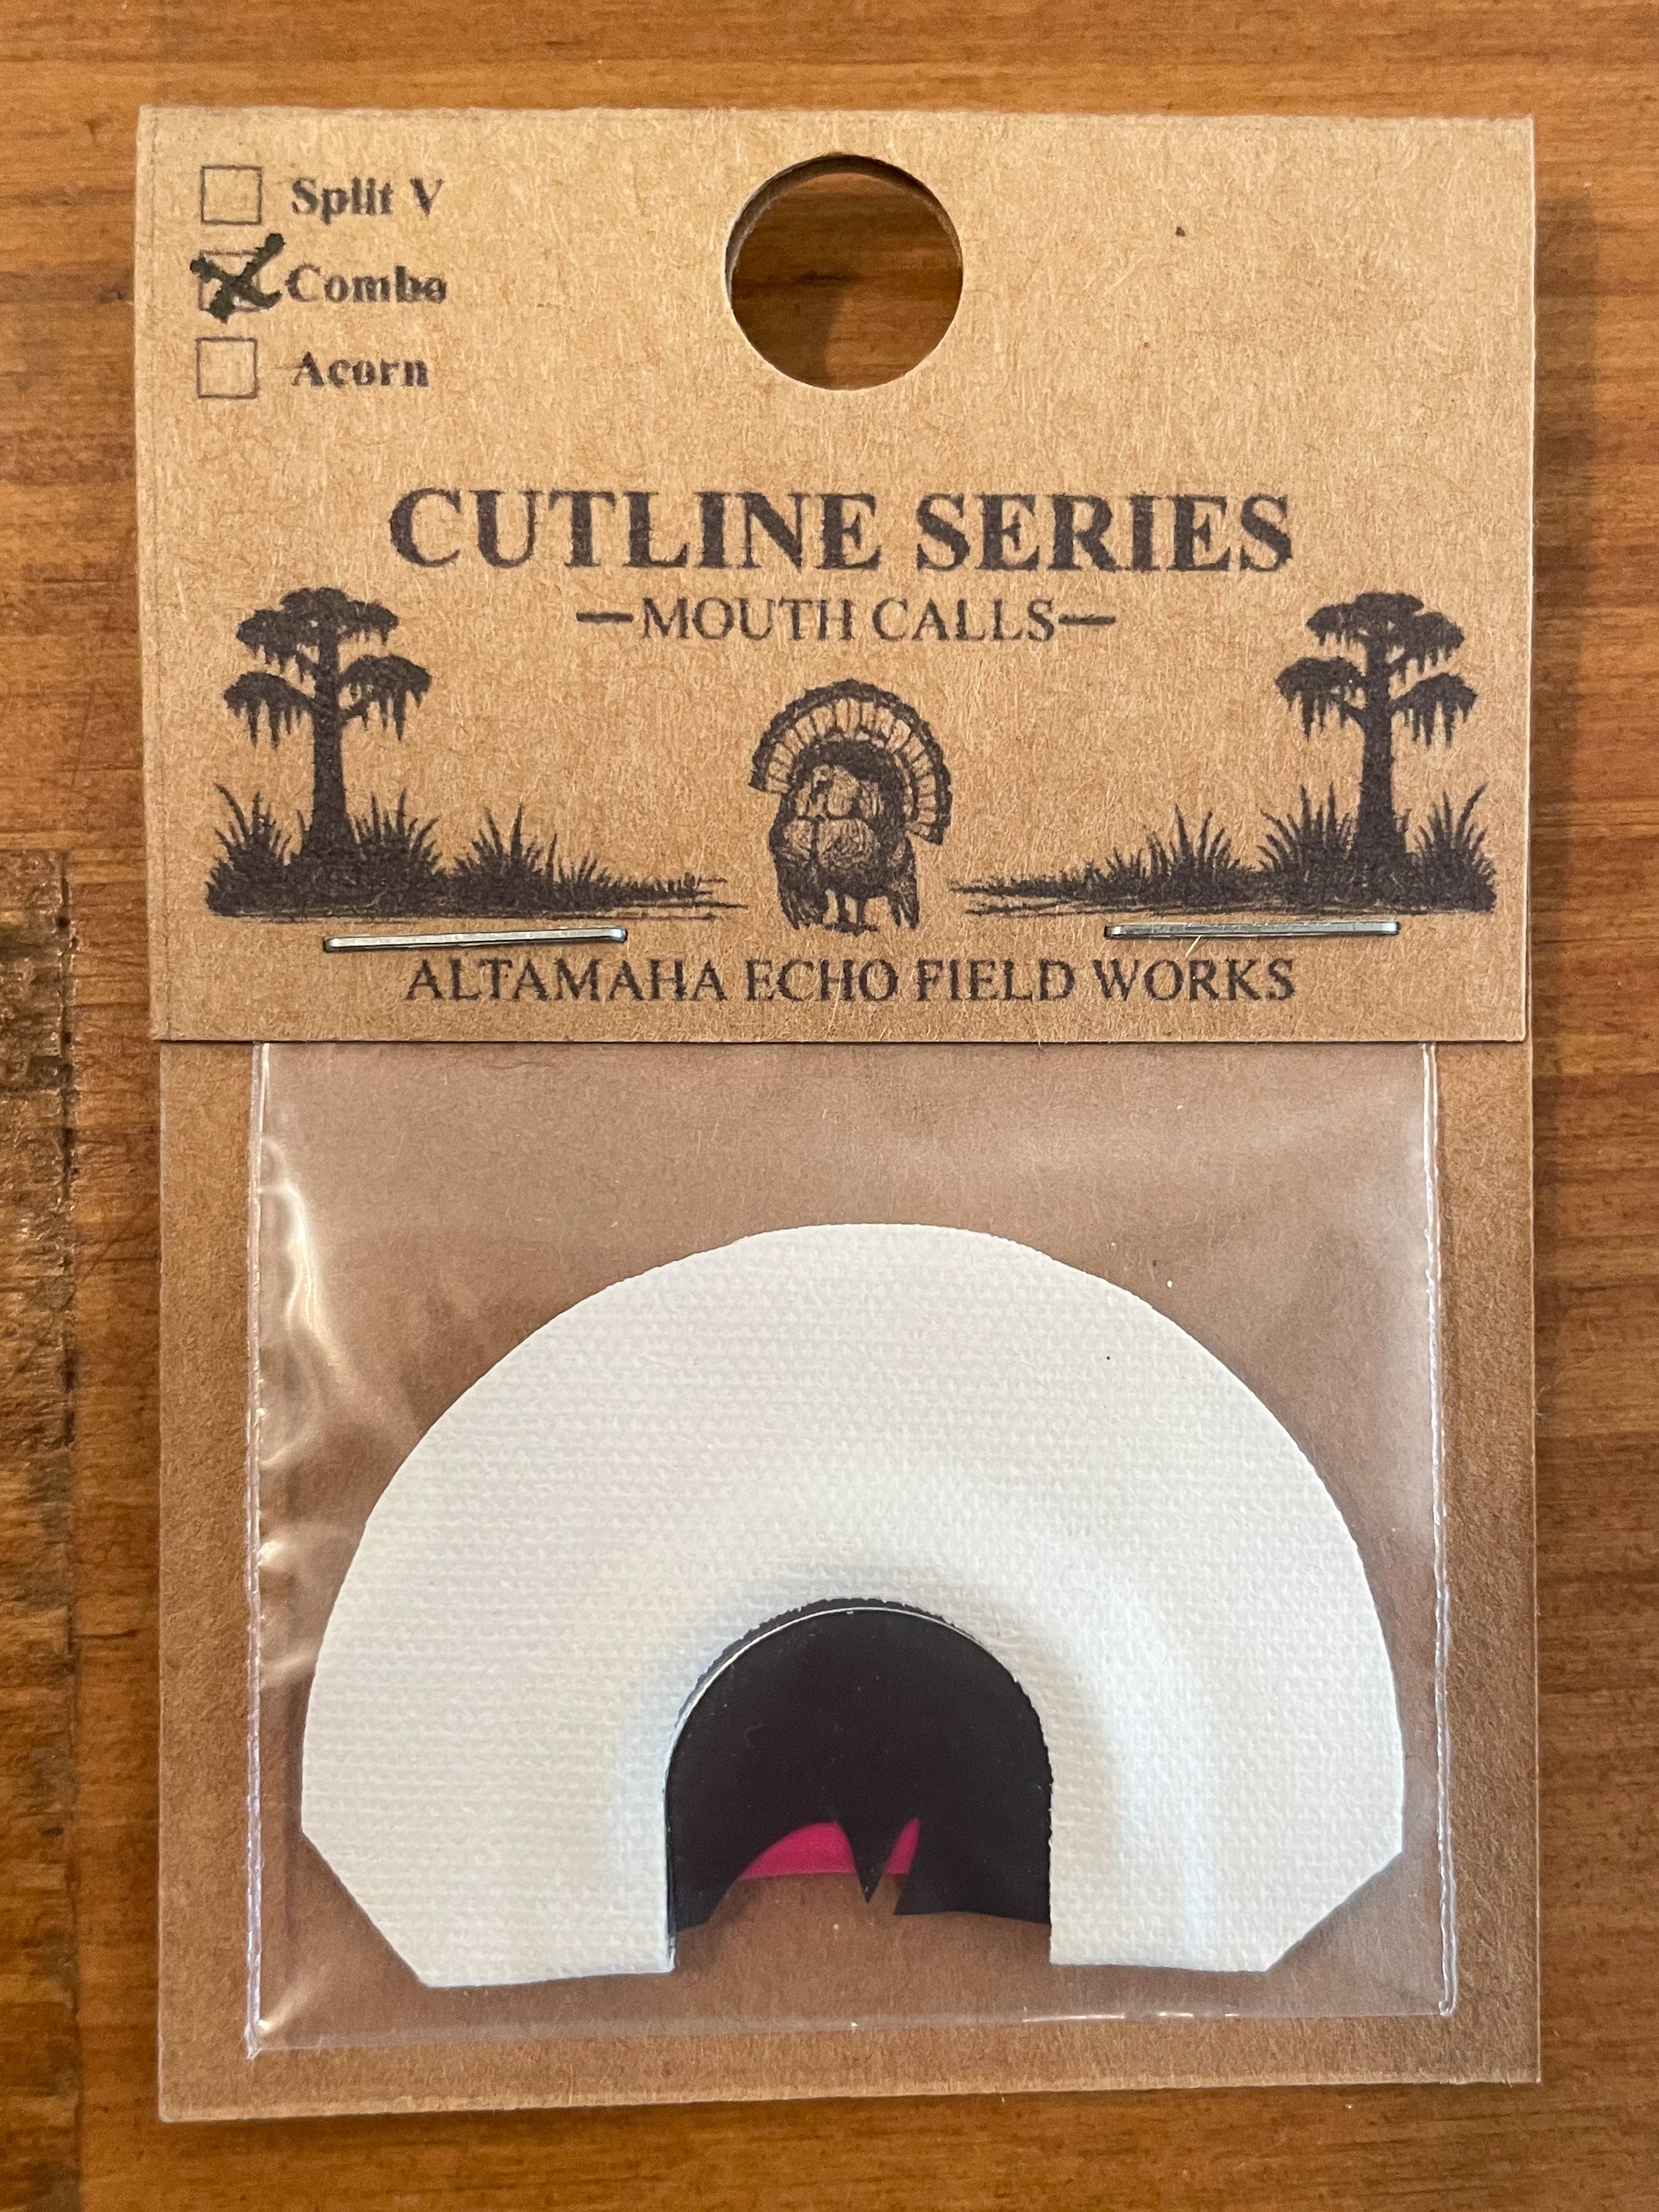 Split V
Combo
Acorn
CUTLINE SERIES
—MOUTH CALLS—
ALTAMAHA ECHO FIELD WORKS